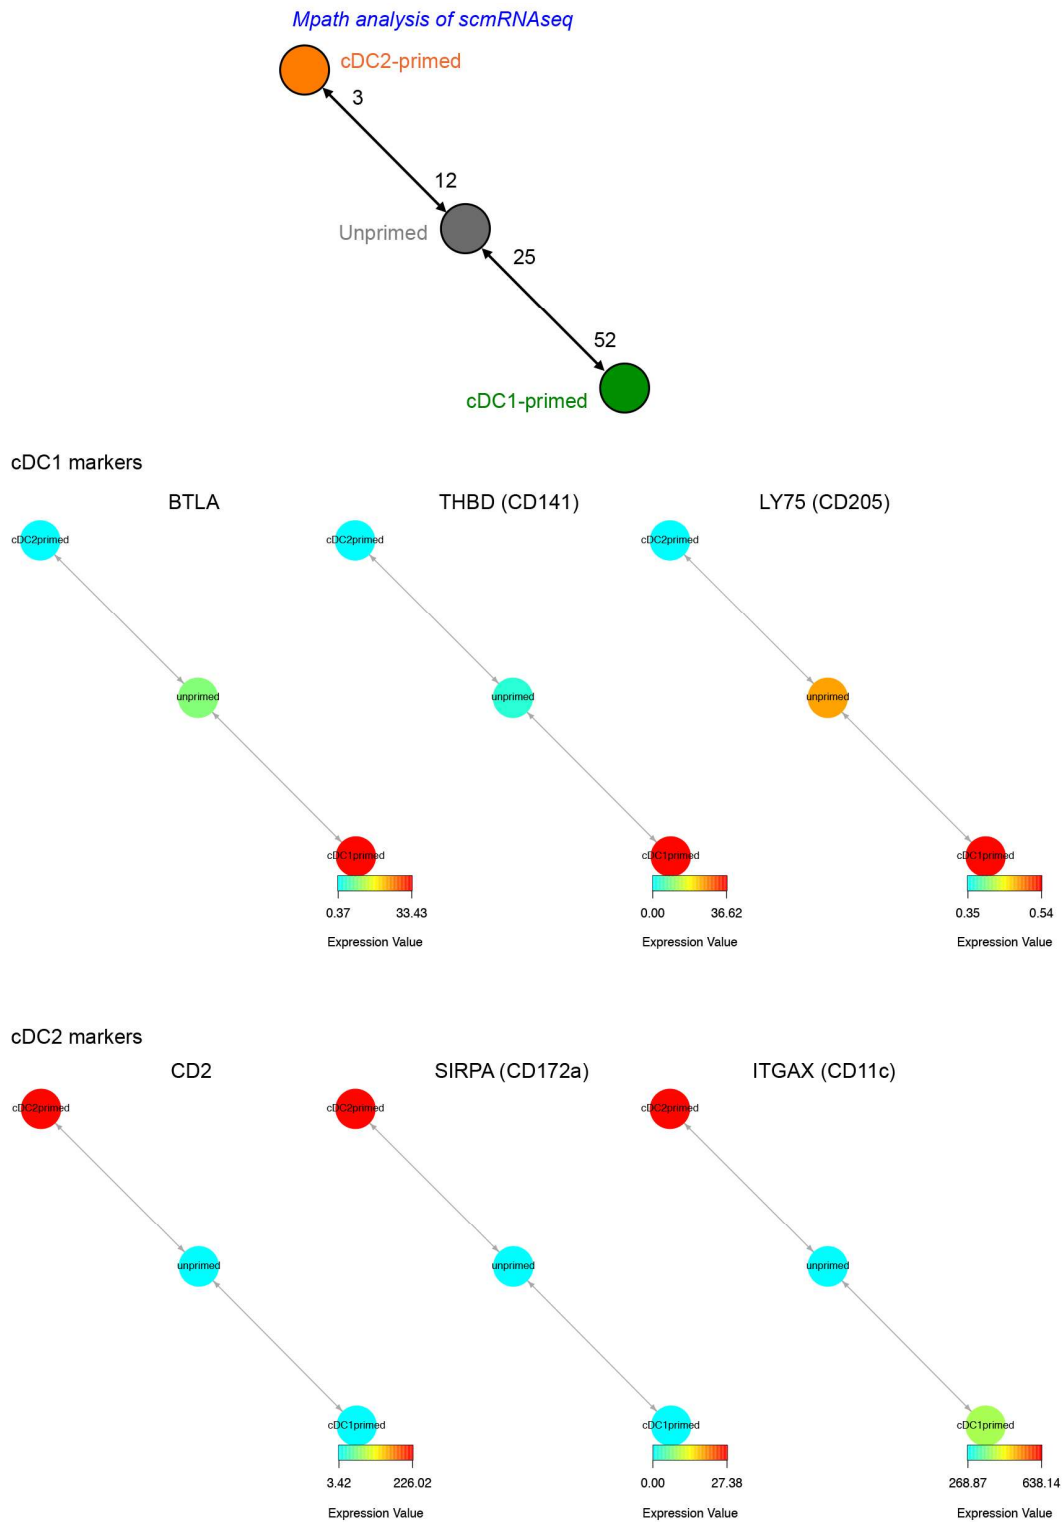 Mpath analysis of scmRNAseq
cDC2-primed
3
12
Unprimed
25
52
cDC1-primed
cDC1 markers
BTLA THBD (CD141) LY75 (CD205)
cDC2primed cDC2primed cDC2primed
unprimed unprimed unprimed
cDC1primed cDC1primed cDC1primed
0.37 33.43 0.00 36.62 0.35 0.54
Expression Value Expression Value Expression Value
cDC2 markers
CD2 SIRPA (CD172a) ITGAX (CD11c)
cDC2primed cDC2primed cDC2primed
unprimed unprimed unprimed
cDC1primed cDC1primed cDC1primed
3.42 226.02 0.00 27.38 268.87 638.14
Expression Value Expression Value Expression Value